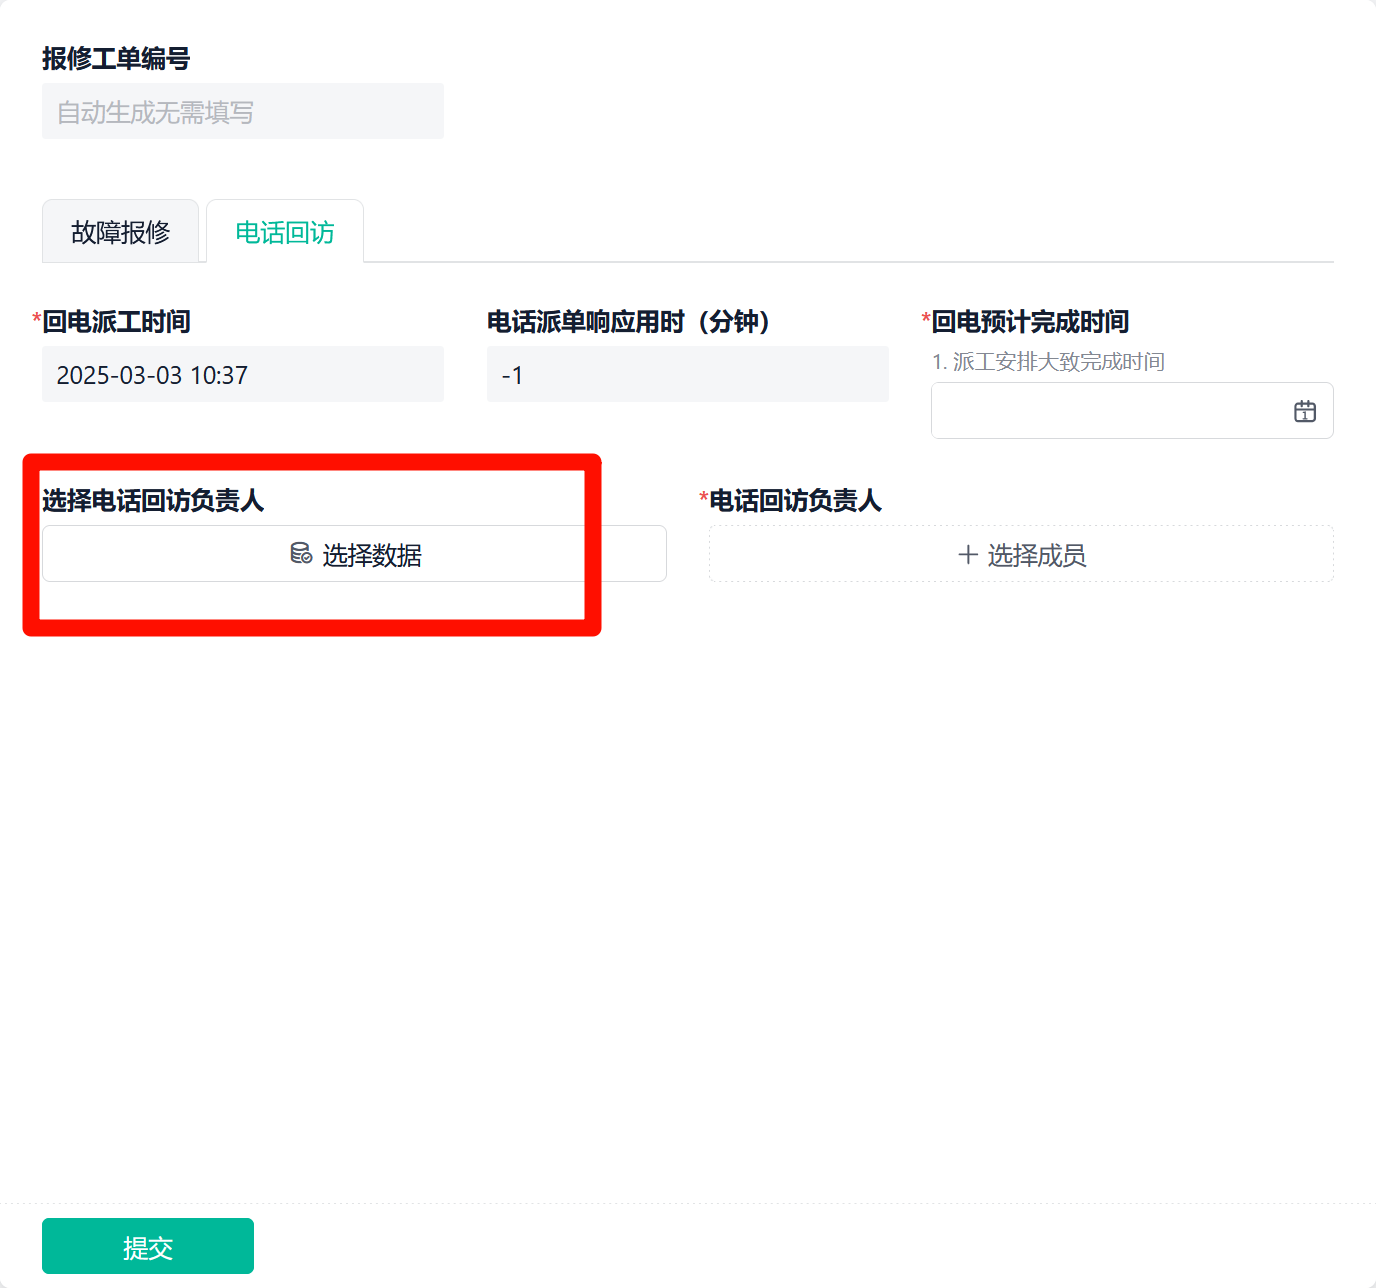 报修工单编号
自动生成无需填写
故障报修 电话回访
*回电派工时间
2025-03-03 10:37
电话派单响应用时（分钟）
-1
*回电预计完成时间
1. 派工安排大致完成时间
选择电话回访负责人
选择数据
*电话回访负责人
+ 选择成员
提交